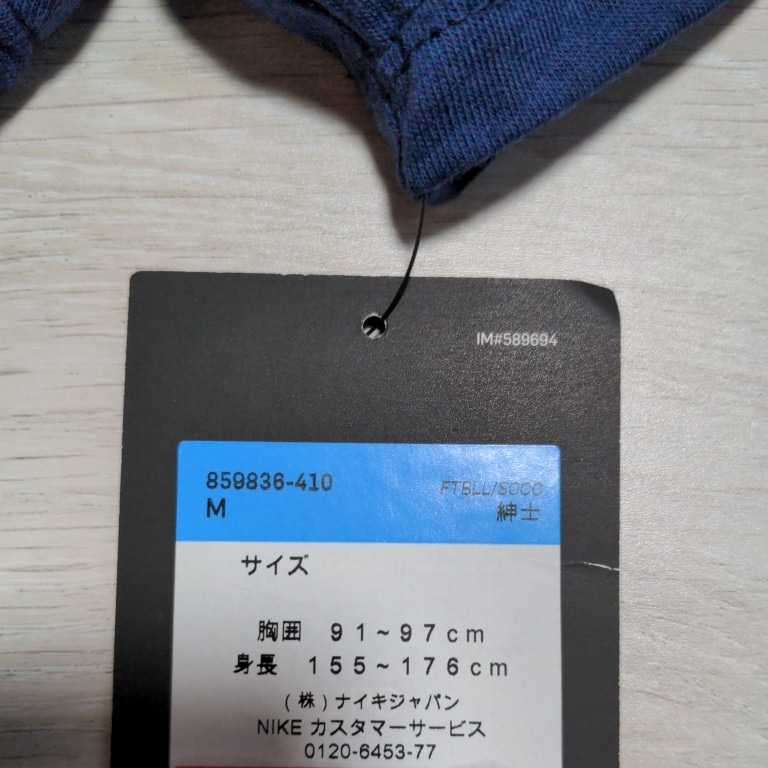 IM#589694
859836-410
FTBLL/SOCC
M
紳士
サイズ
胸囲 91~97cm
身長 155~176cm
(株)ナイキジャパン
NIKE カスタマーサービス
0120-6453-77